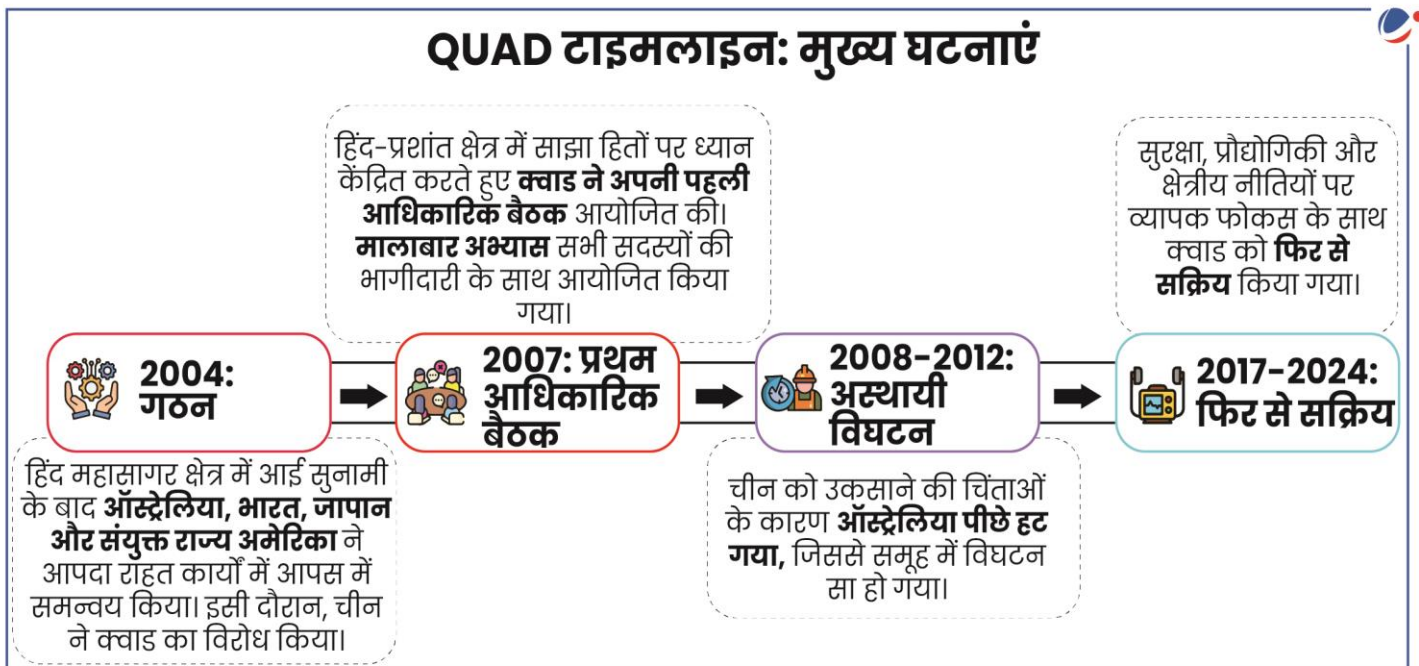 QUAD टाइमलाइन: मुख्य घटनाएं
2004:
गठन
हिंद महासागर क्षेत्र में आई सुनामी
के बाद ऑस्ट्रेलिया, भारत, जापान
और संयुक्त राज्य अमेरिका ने
आपदा राहत कार्यों में आपस में
समन्वय किया। इसी दौरान, चीन
ने क्वाड का विरोध किया।
हिंद-प्रशांत क्षेत्र में साझा हितों पर ध्यान
केंद्रित करते हुए क्वाड ने अपनी पहली
आधिकारिक बैठक आयोजित की।
मालाबार अभ्यास सभी सदस्यों की
भागीदारी के साथ आयोजित किया
गया।
2007: प्रथम
आधिकारिक
बैठक
2008-2012:
अस्थायी
विघटन
चीन को उकसाने की चिंताओं
के कारण ऑस्ट्रेलिया पीछे हट
गया, जिससे समूह में विघटन
सा हो गया।
सुरक्षा, प्रौद्योगिकी और
क्षेत्रीय नीतियों पर
व्यापक फोकस के साथ
क्वाड को फिर से
सक्रिय किया गया।
2017-2024:
फिर से सक्रिय